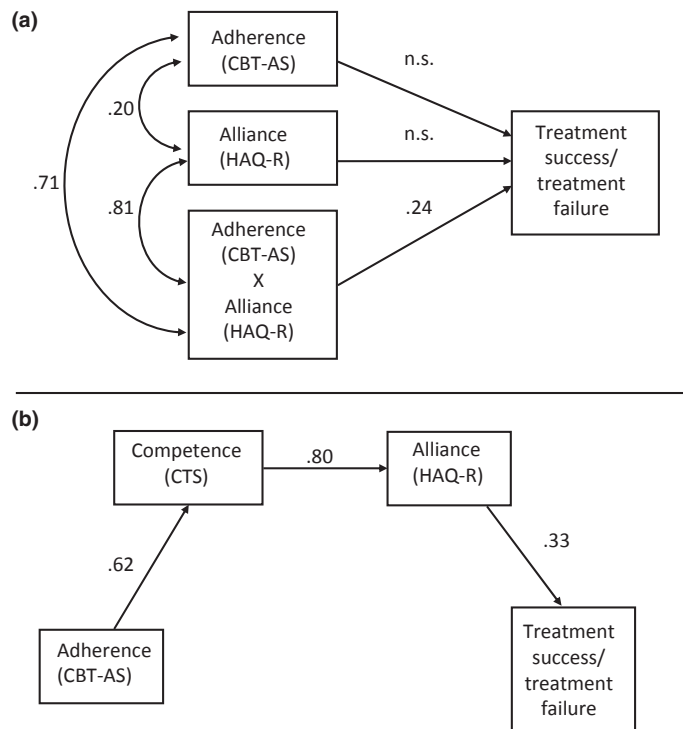 (a)
Adherence
(CBT-AS)
n.s.
.20
Alliance
(HAQ-R)
n.s.
Treatment
success/
treatment
failure
.71
.81
.24
Adherence
(CBT-AS)
X
Alliance
(HAQ-R)
(b)
Competence
(CTS)
.80
Alliance
(HAQ-R)
.62
.33
Adherence
(CBT-AS)
Treatment
success/
treatment
failure